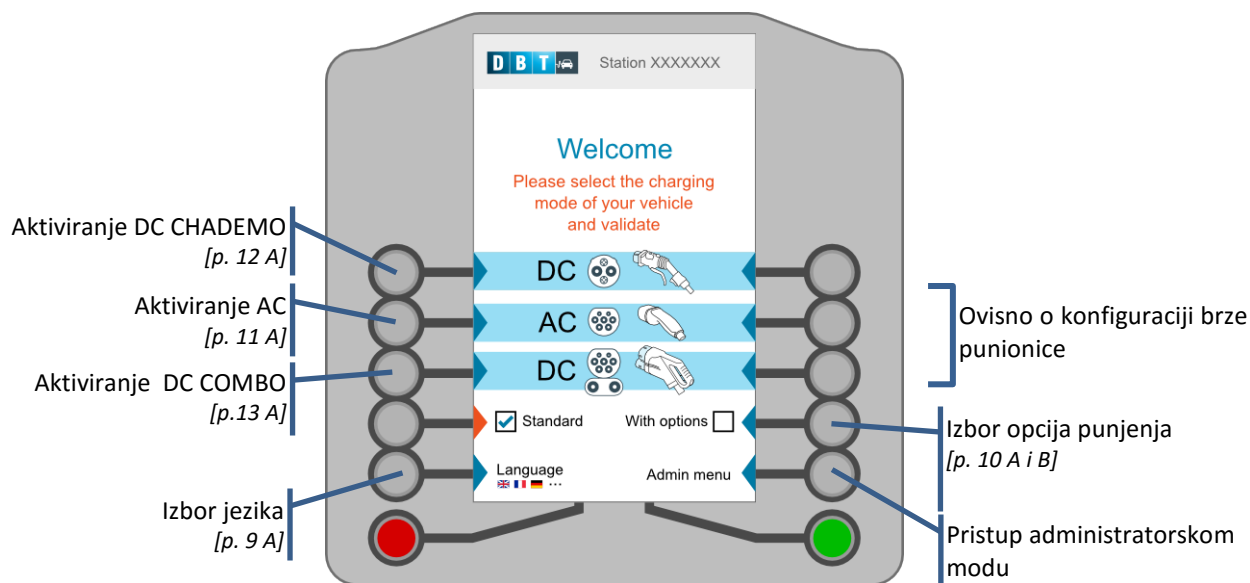 DBT
Station XXXXXXX
Welcome
Please select the charging
mode of your vehicle
and validate
Aktiviranje DC CHADEMO
[p. 12 A]
DC
Aktiviranje AC
[p. 11 A]
AC
Ovisno o konfiguraciji brze
punionice
Aktiviranje  DC COMBO
[p.13 A]
DC
Standard
With options
Izbor opcija punjenja
[p. 10 A i B]
Language
...
Admin menu
Izbor jezika
[p. 9 A]
Pristup administratorskom
modu